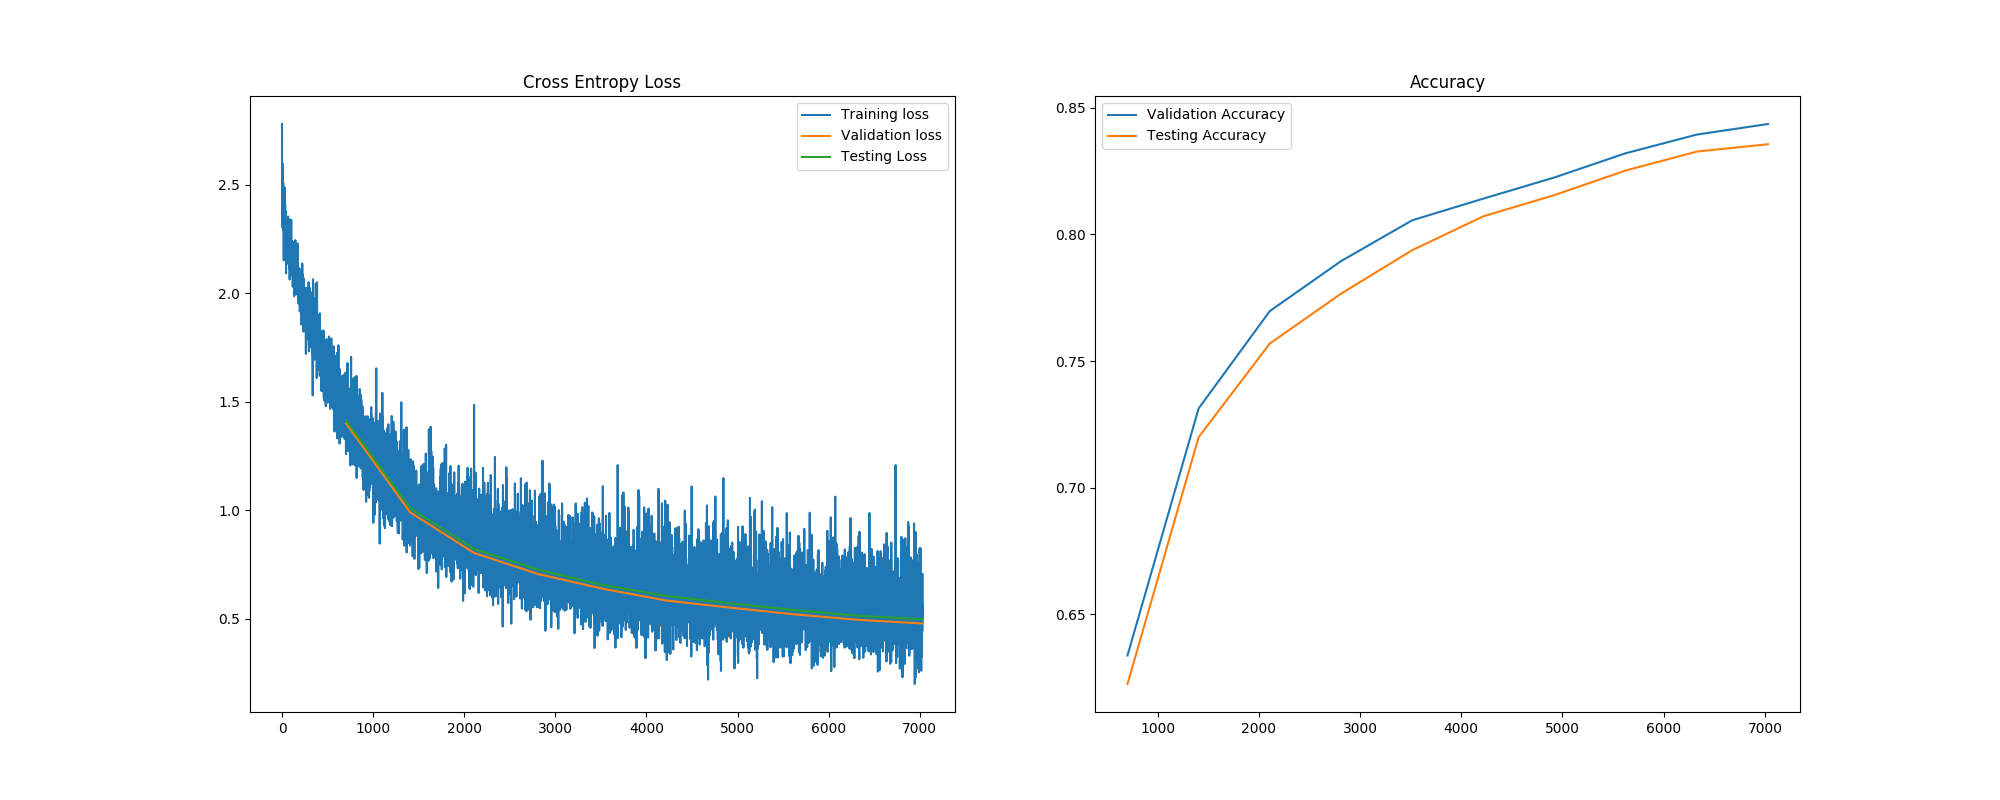 Cross Entropy Loss
Training loss
Validation loss
Testing Loss
2.5
2.0
1.5
1.0
0.5
0 1000 2000 3000 4000 5000 6000 7000
Accuracy
Validation Accuracy
Testing Accuracy
0.85
0.80
0.75
0.70
0.65
1000 2000 3000 4000 5000 6000 7000